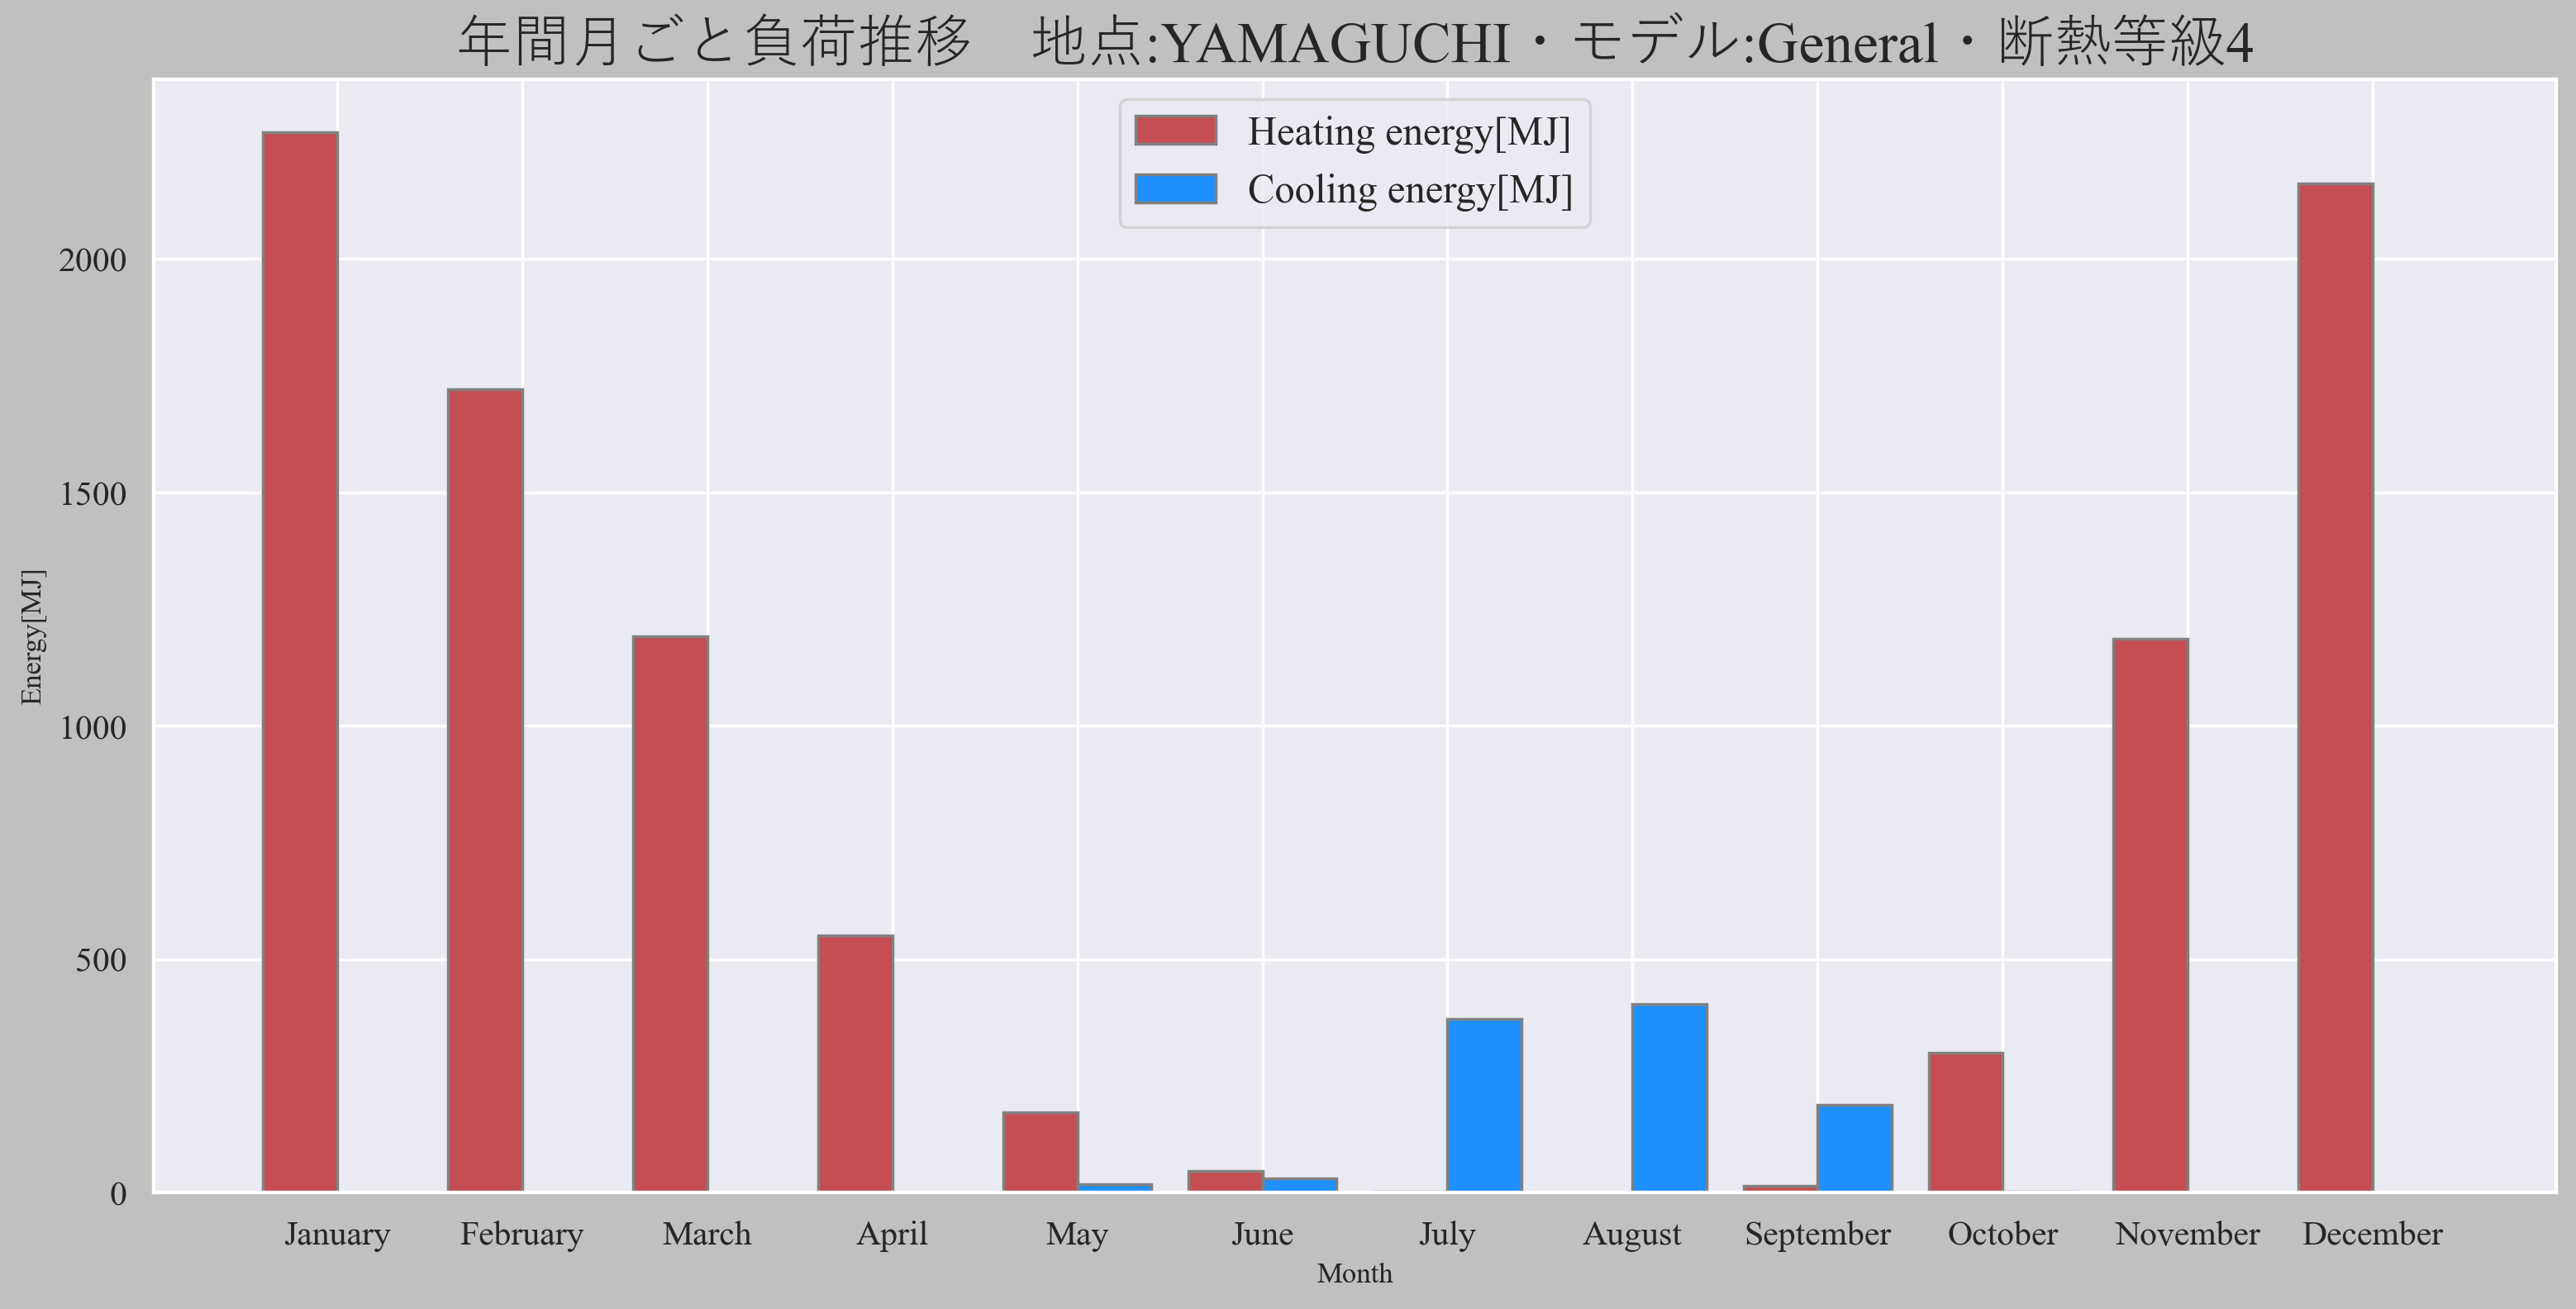 年間月ごと負荷推移　地点:YAMAGUCHI・モデル:General・断熱等級4
Heating energy[MJ]
Cooling energy[MJ]
Energy[MJ]
2000
1500
1000
500
0
January February March April May June July August September October November December
Month